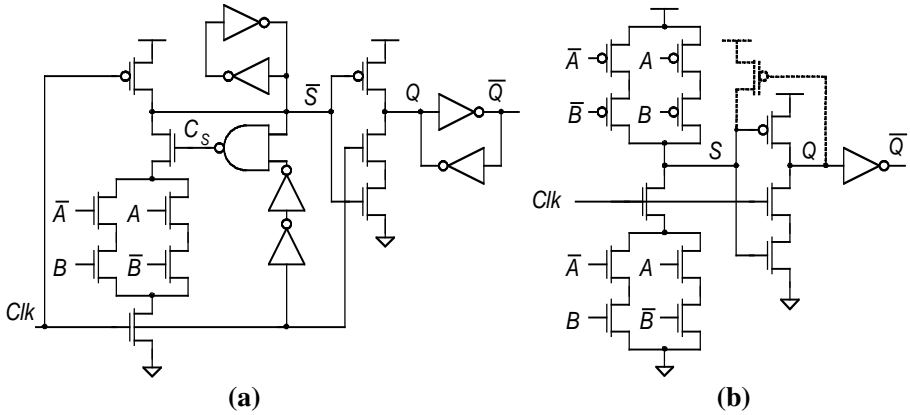 S̅ Q Q̅
C_S
A̅ A
B B̅
Clk
(a)
A̅ A
B̅ B
S Q Q̅
Clk
A̅ A
B B̅
(b)